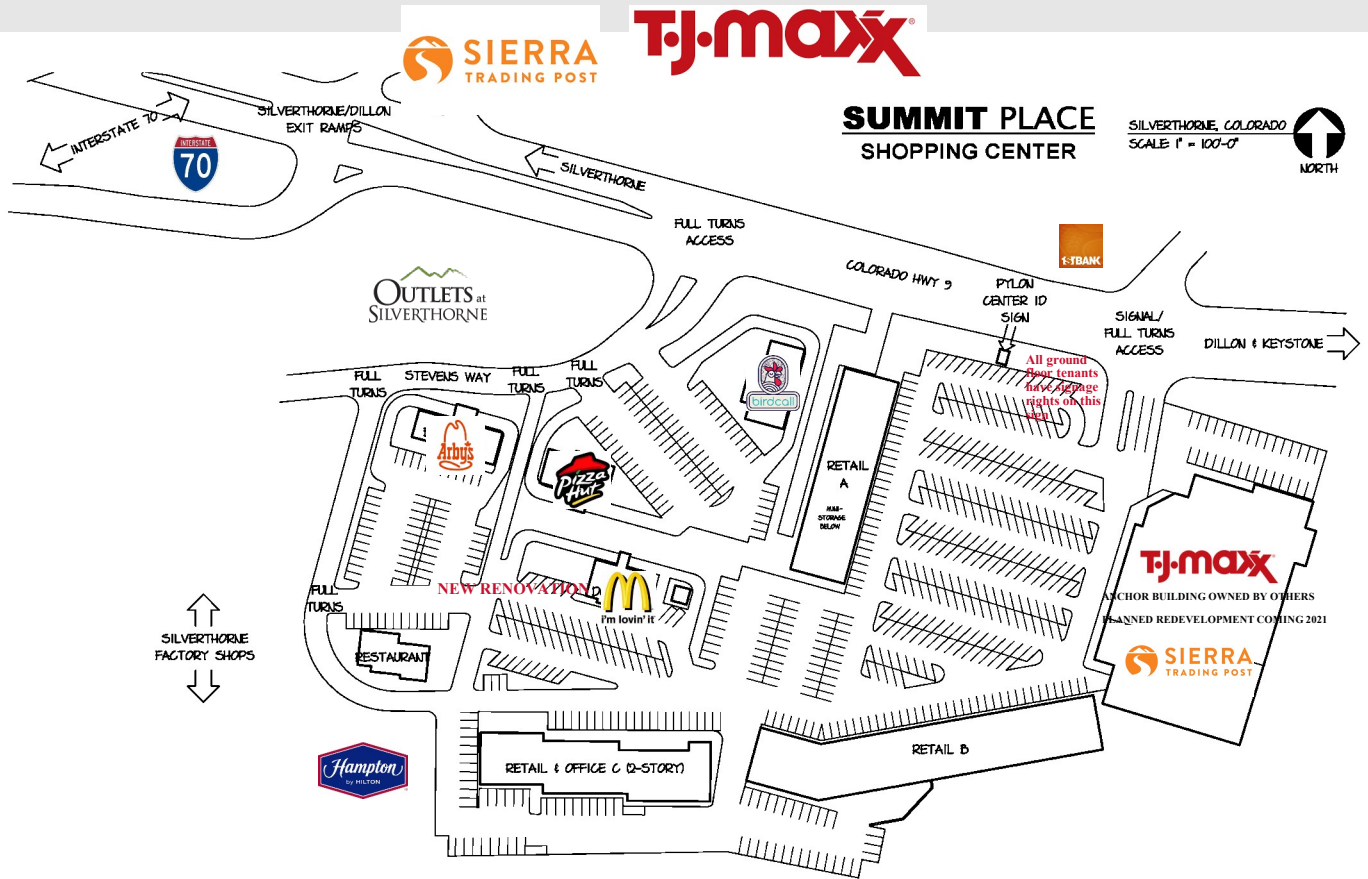 SIERRA
TRADING POST
T·J·maxx®
SUMMIT PLACE
SHOPPING CENTER
SILVERTHORNE, COLORADO
SCALE: 1" = 100'-0"
NORTH
SILVERTHORNE/DILLON
EXIT RAMPS
INTERSTATE 70
INTERSTATE
70
SILVERTHORNE
FULL TURNS
ACCESS
COLORADO HWY 9
1STBANK
PYLON
CENTER ID
SIGN
SIGNAL/
FULL TURNS
ACCESS
DILLON & KEYSTONE
OUTLETS at
SILVERTHORNE
All ground
floor tenants
have signage
rights on this
sign
FULL
TURNS
STEVENS WAY
FULL
TURNS
FULL
TURNS
birdcall
Arby's
Pizza
Hut
RETAIL
A
MINI-
STORAGE
BELOW
NEW RENOVATION
i'm lovin' it
T·J·maxx
ANCHOR BUILDING OWNED BY OTHERS
PLANNED REDEVELOPMENT COMING 2021
SIERRA
TRADING POST
FULL
TURNS
SILVERTHORNE
FACTORY SHOPS
RESTAURANT
Hampton
by HILTON
RETAIL & OFFICE C (2-STORY)
RETAIL B